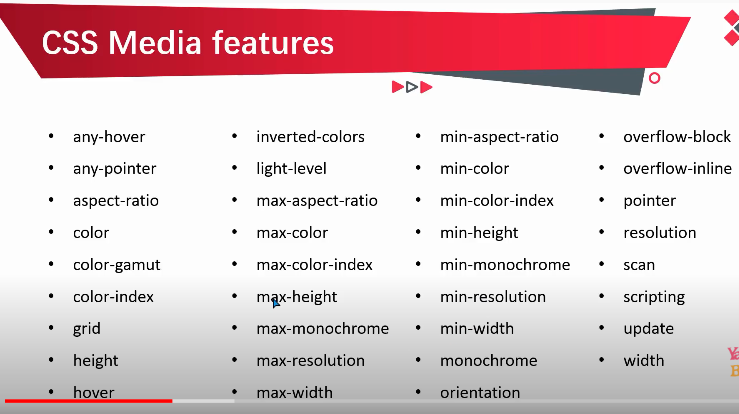 CSS Media features
• any-hover
• any-pointer
• aspect-ratio
• color
• color-gamut
• color-index
• grid
• height
• hover
• inverted-colors
• light-level
• max-aspect-ratio
• max-color
• max-color-index
• max-height
• max-monochrome
• max-resolution
• max-width
• min-aspect-ratio
• min-color
• min-color-index
• min-height
• min-monochrome
• min-resolution
• min-width
• monochrome
• orientation
• overflow-block
• overflow-inline
• pointer
• resolution
• scan
• scripting
• update
• width